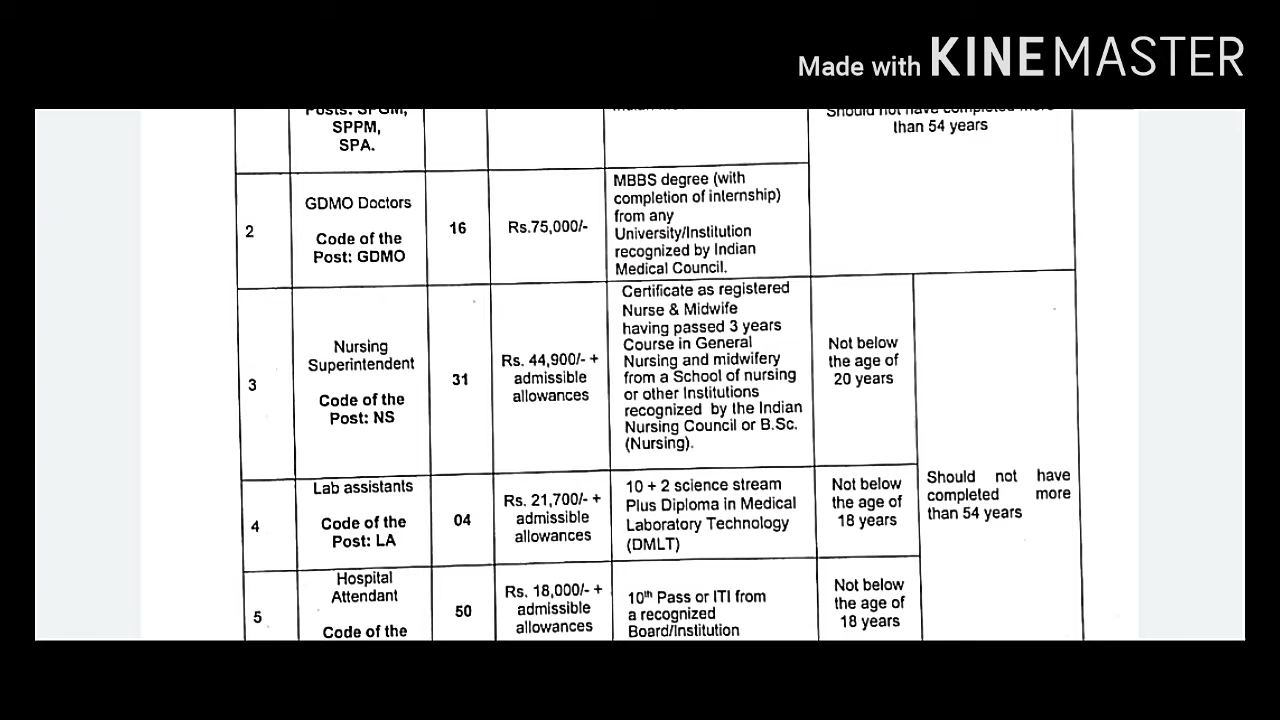 Made with KINEMASTER
Posts: SPGM,
SPPM,
SPA.
Should not have completed more
than 54 years
2
GDMO Doctors
Code of the
Post: GDMO
16
Rs.75,000/-
MBBS degree (with
completion of internship)
from any
University/Institution
recognized by Indian
Medical Council.
3
Nursing
Superintendent
Code of the
Post: NS
31
Rs. 44,900/- +
admissible
allowances
Certificate as registered
Nurse & Midwife
having passed 3 years
Course in General
Nursing and midwifery
from a School of nursing
or other Institutions
recognized by the Indian
Nursing Council or B.Sc.
(Nursing).
Not below
the age of
20 years
4
Lab assistants
Code of the
Post: LA
04
Rs. 21,700/- +
admissible
allowances
10 + 2 science stream
Plus Diploma in Medical
Laboratory Technology
(DMLT)
Not below
the age of
18 years
Should not have
completed more
than 54 years
5
Hospital
Attendant
Code of the
50
Rs. 18,000/- +
admissible
allowances
10th Pass or ITI from
a recognized
Board/Institution
Not below
the age of
18 years